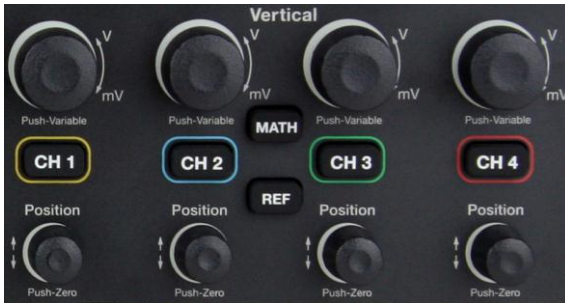 Vertical
V V V V
mV mV mV mV
Push-Variable Push-Variable Push-Variable Push-Variable
MATH
CH 1 CH 2 CH 3 CH 4
REF
Position Position Position Position
Push-Zero Push-Zero Push-Zero Push-Zero